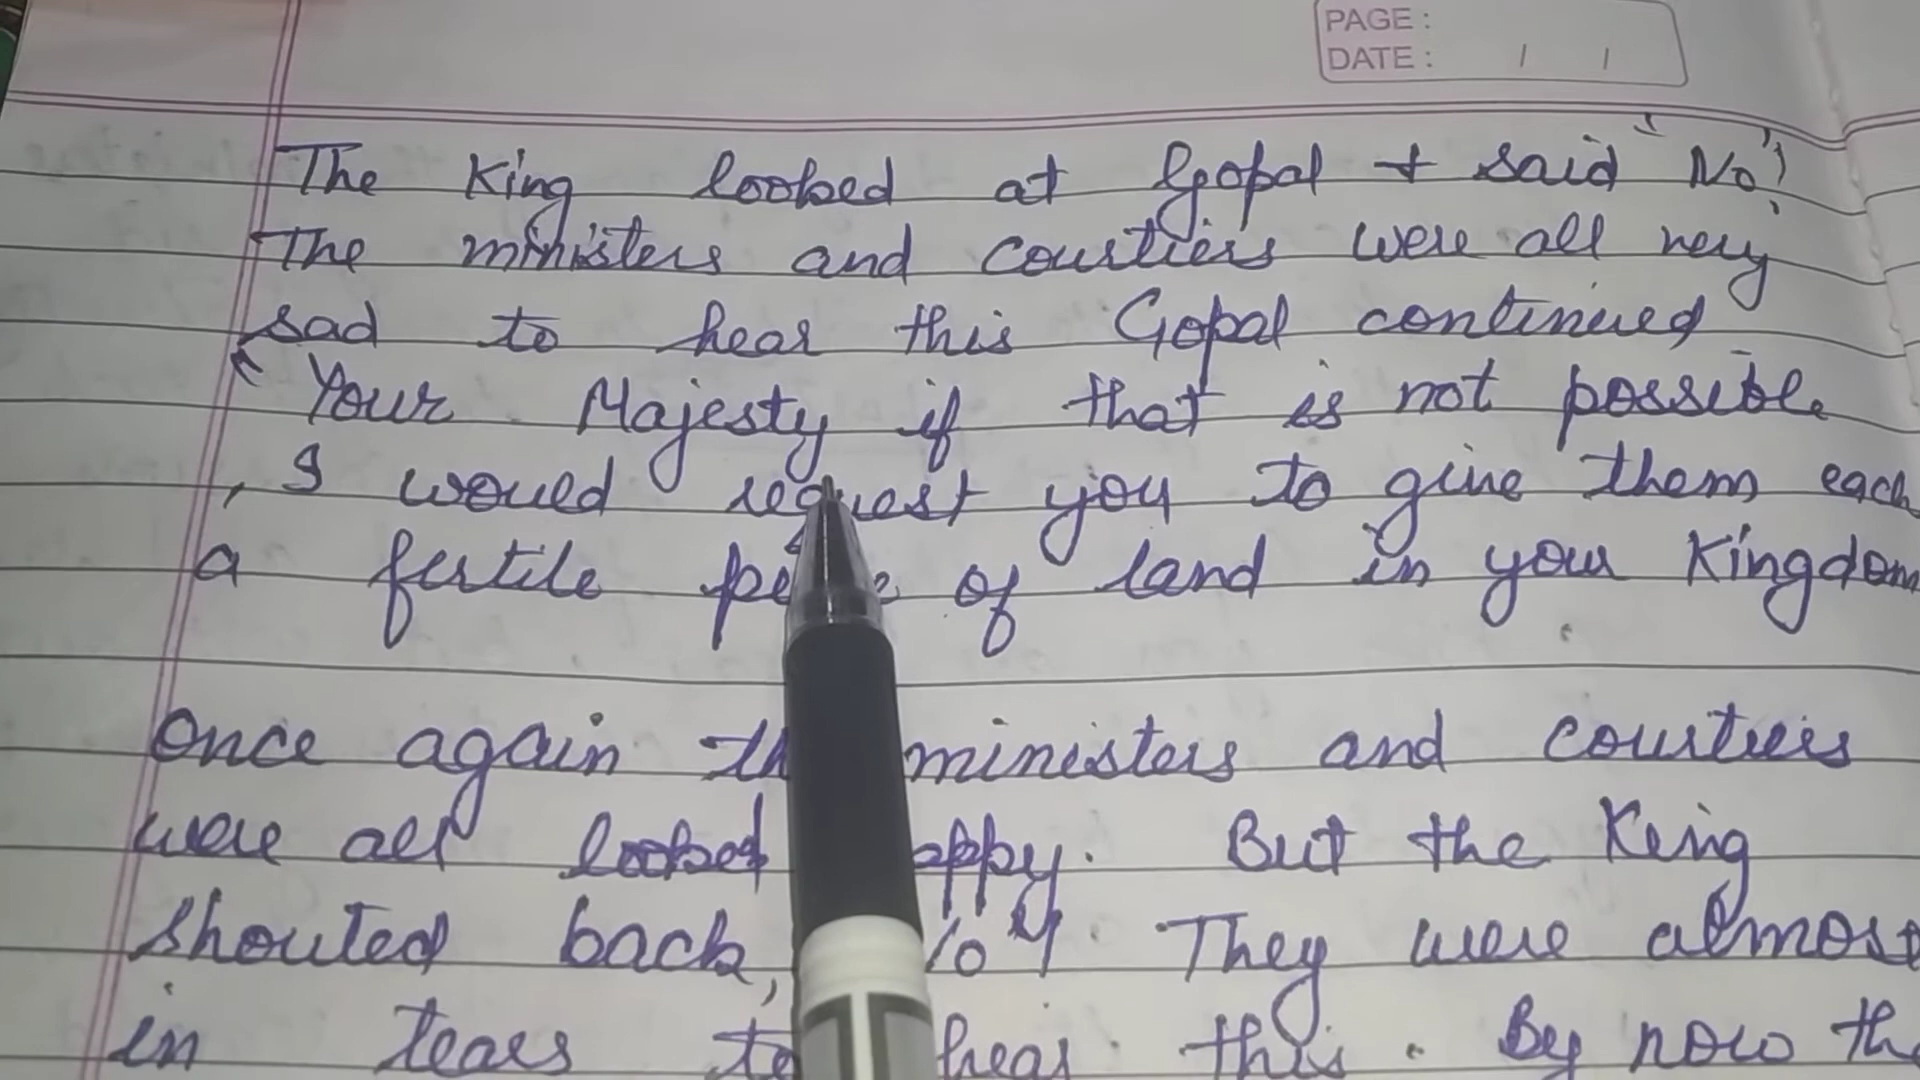 PAGE :
DATE : / /
The King looked at Gopal + said "No!"
The ministers and courtiers were all very
sad to hear this Gopal continued
"Your Majesty if that is not possible
, I would request you to give them each
a fertile of land in your Kingdom
Once again ministers and courtiers
were all looked But the King
shouted back, They were almost
in tears hear this. By now